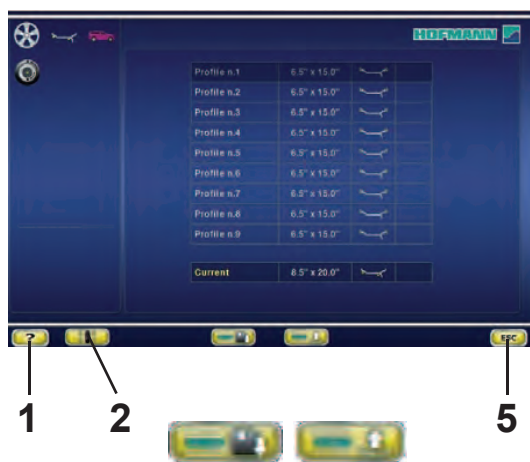 HOFMANN
Profile n.1 6.5" x 15.0"
Profile n.2 6.5" x 15.0"
Profile n.3 6.5" x 15.0"
Profile n.4 6.5" x 15.0"
Profile n.5 6.5" x 15.0"
Profile n.6 6.5" x 15.0"
Profile n.7 6.5" x 15.0"
Profile n.8 6.5" x 15.0"
Profile n.9 6.5" x 15.0"
Current 8.5" x 20.0"
? ESC
1 2 5